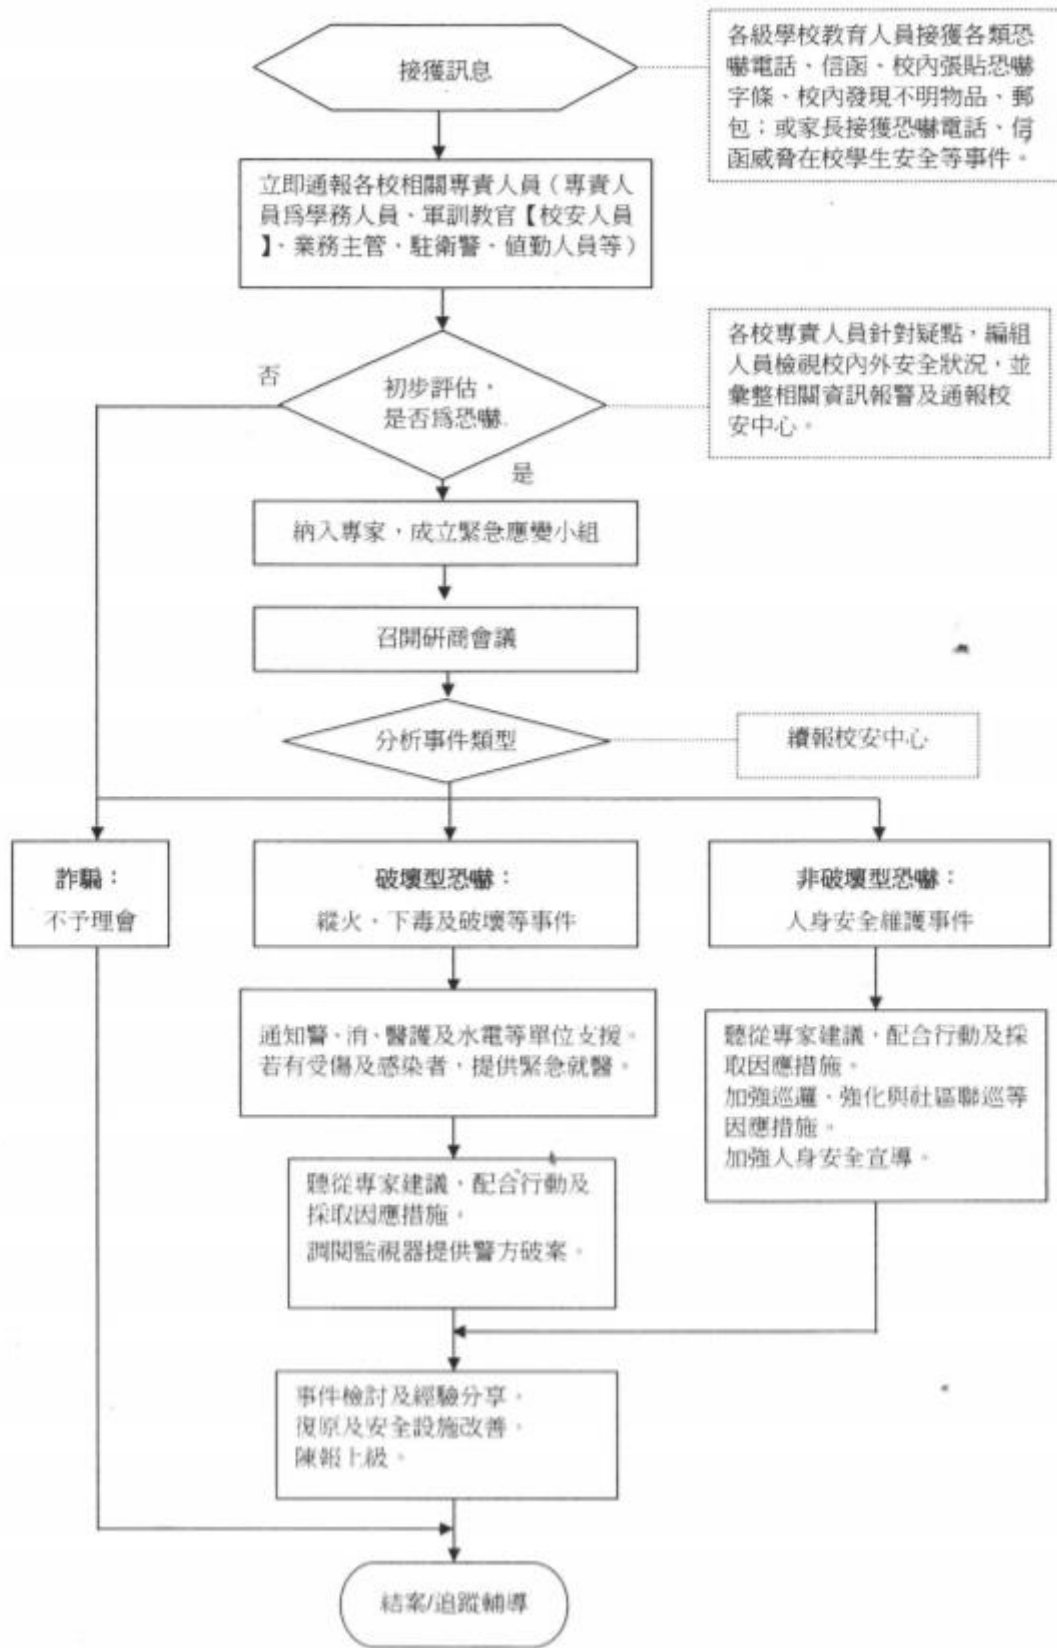 接獲訊息
各級學校教育人員接獲各類恐
嚇電話、信函、校內張貼恐嚇
字條、校內發現不明物品、郵
包；或家長接獲恐嚇電話、信
函威脅在校學生安全等事件。
立即通報各校相關專責人員（專責人
員爲學務人員、軍訓教官【校安人員
】、業務主管、駐衛警、值勤人員等）
初步評估，
是否爲恐嚇
否
是
各校專責人員針對疑點，編組
人員檢視校內外安全狀況，並
彙整相關資訊報警及通報校
安中心。
納入專家，成立緊急應變小組
召開研商會議
分析事件類型
續報校安中心
詐騙：
不予理會
破壞型恐嚇：
縱火、下毒及破壞等事件
非破壞型恐嚇：
人身安全維護事件
通知警、消、醫護及水電等單位支援。
若有受傷及感染者，提供緊急就醫。
聽從專家建議、配合行動及採
取因應措施。
加強巡邏、強化與社區聯巡等
因應措施。
加強人身安全宣導。
聽從專家建議、配合行動及
採取因應措施。
調閱監視器提供警方破案。
事件檢討及經驗分享。
復原及安全設施改善。
陳報上級。
結案/追蹤輔導